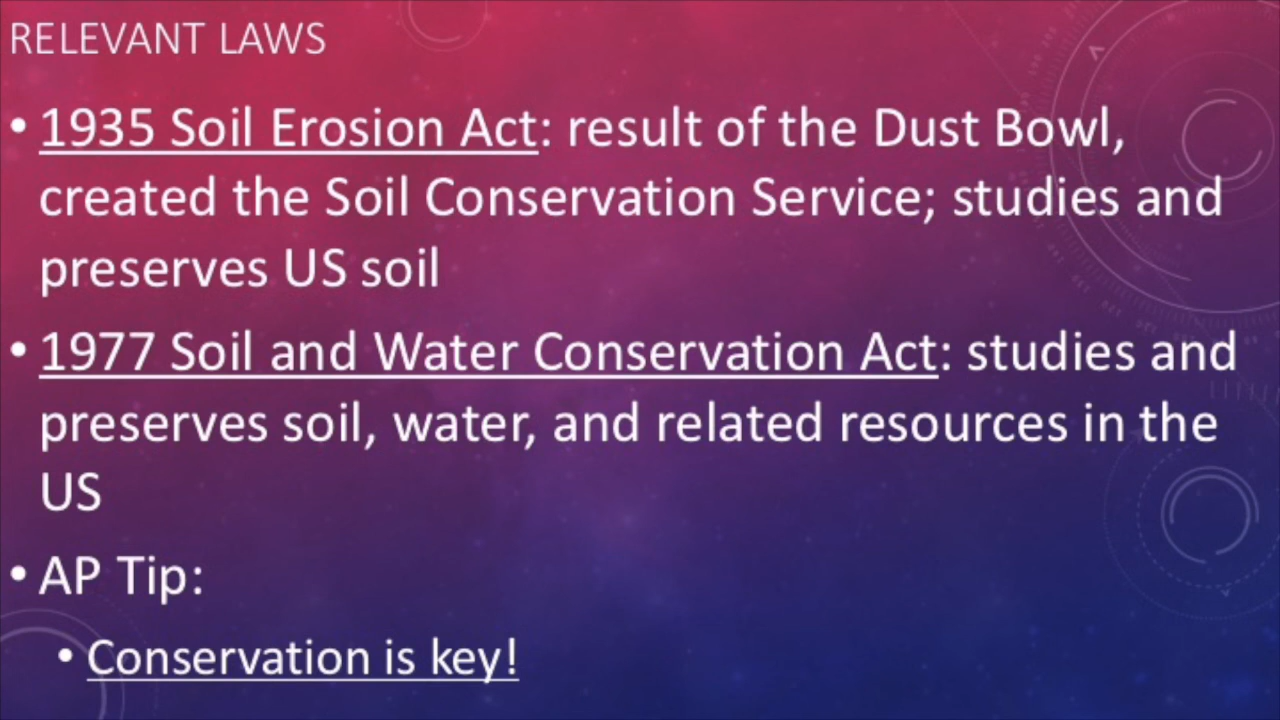 RELEVANT LAWS
• 1935 Soil Erosion Act: result of the Dust Bowl,
created the Soil Conservation Service; studies and
preserves US soil
• 1977 Soil and Water Conservation Act: studies and
preserves soil, water, and related resources in the
US
• AP Tip:
• Conservation is key!